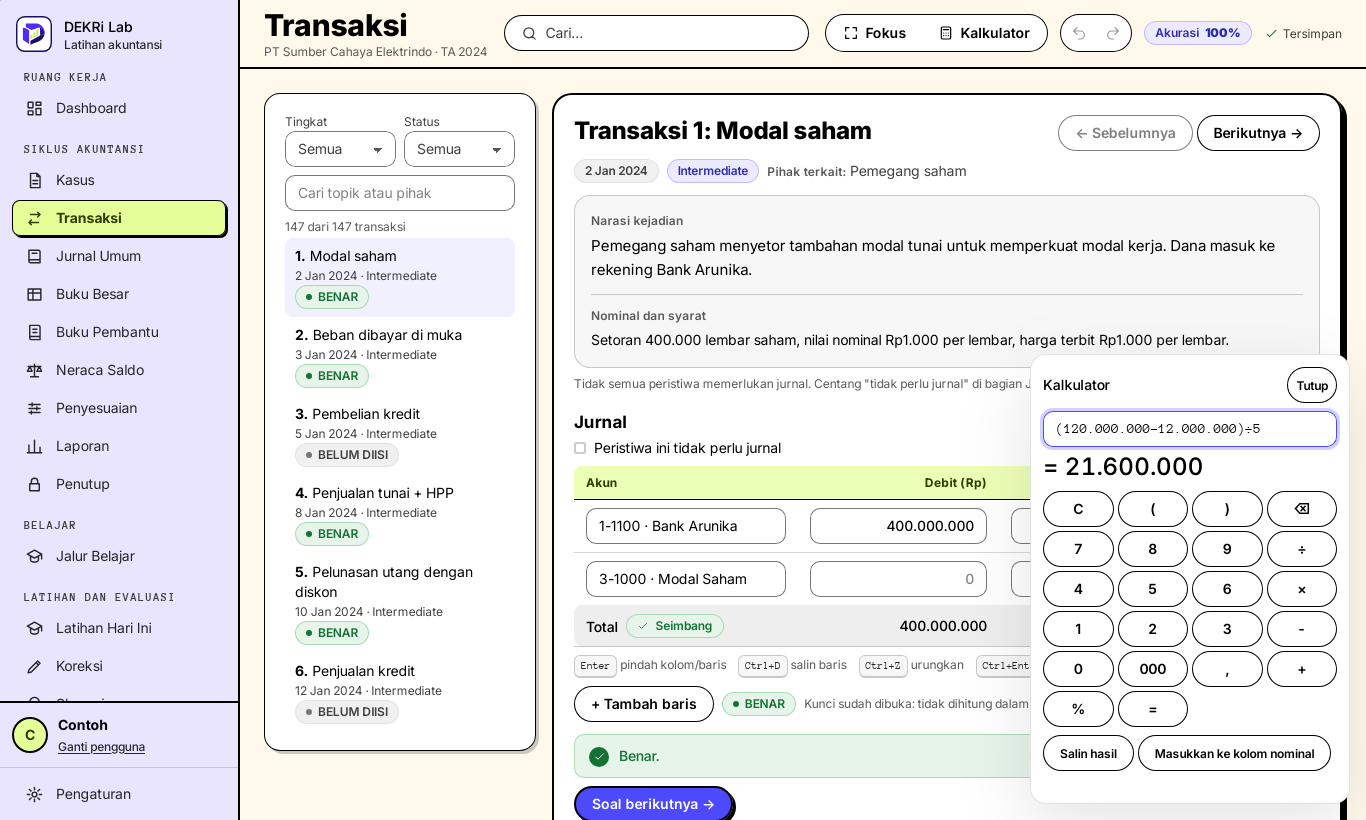 DEKRi Lab
Latihan akuntansi
RUANG KERJA
Dashboard
SIKLUS AKUNTANSI
Kasus
Transaksi
Jurnal Umum
Buku Besar
Buku Pembantu
Neraca Saldo
Penyesuaian
Laporan
Penutup
BELAJAR
Jalur Belajar
LATIHAN DAN EVALUASI
Latihan Hari Ini
Koreksi
C
Contoh
Ganti pengguna
Pengaturan
Transaksi
PT Sumber Cahaya Elektrindo · TA 2024
Cari...
Fokus
Kalkulator
Akurasi 100%
Tersimpan
Tingkat
Status
Semua
Semua
Cari topik atau pihak
147 dari 147 transaksi
1. Modal saham
2 Jan 2024 · Intermediate
BENAR
2. Beban dibayar di muka
3 Jan 2024 · Intermediate
BENAR
3. Pembelian kredit
5 Jan 2024 · Intermediate
BELUM DIISI
4. Penjualan tunai + HPP
8 Jan 2024 · Intermediate
BENAR
5. Pelunasan utang dengan
diskon
10 Jan 2024 · Intermediate
BENAR
6. Penjualan kredit
12 Jan 2024 · Intermediate
BELUM DIISI
Transaksi 1: Modal saham
← Sebelumnya
Berikutnya →
2 Jan 2024
Intermediate
Pihak terkait: Pemegang saham
Narasi kejadian
Pemegang saham menyetor tambahan modal tunai untuk memperkuat modal kerja. Dana masuk ke
rekening Bank Arunika.
Nominal dan syarat
Setoran 400.000 lembar saham, nilai nominal Rp1.000 per lembar, harga terbit Rp1.000 per lembar.
Tidak semua peristiwa memerlukan jurnal. Centang "tidak perlu jurnal" di bagian
Jurnal
Peristiwa ini tidak perlu jurnal
Akun
Debit (Rp)
1-1100 · Bank Arunika
400.000.000
3-1000 · Modal Saham
0
Total
Seimbang
400.000.000
Enter pindah kolom/baris
Ctrl+D salin baris
Ctrl+Z urungkan
Ctrl+Ent
+ Tambah baris
BENAR
Kunci sudah dibuka: tidak dihitung dalam
Benar.
Soal berikutnya →
Kalkulator
Tutup
(120.000.000−12.000.000)÷5
= 21.600.000
C ( ) ⌫
7 8 9 ÷
4 5 6 ×
1 2 3 -
0 000 , +
% =
Salin hasil
Masukkan ke kolom nominal